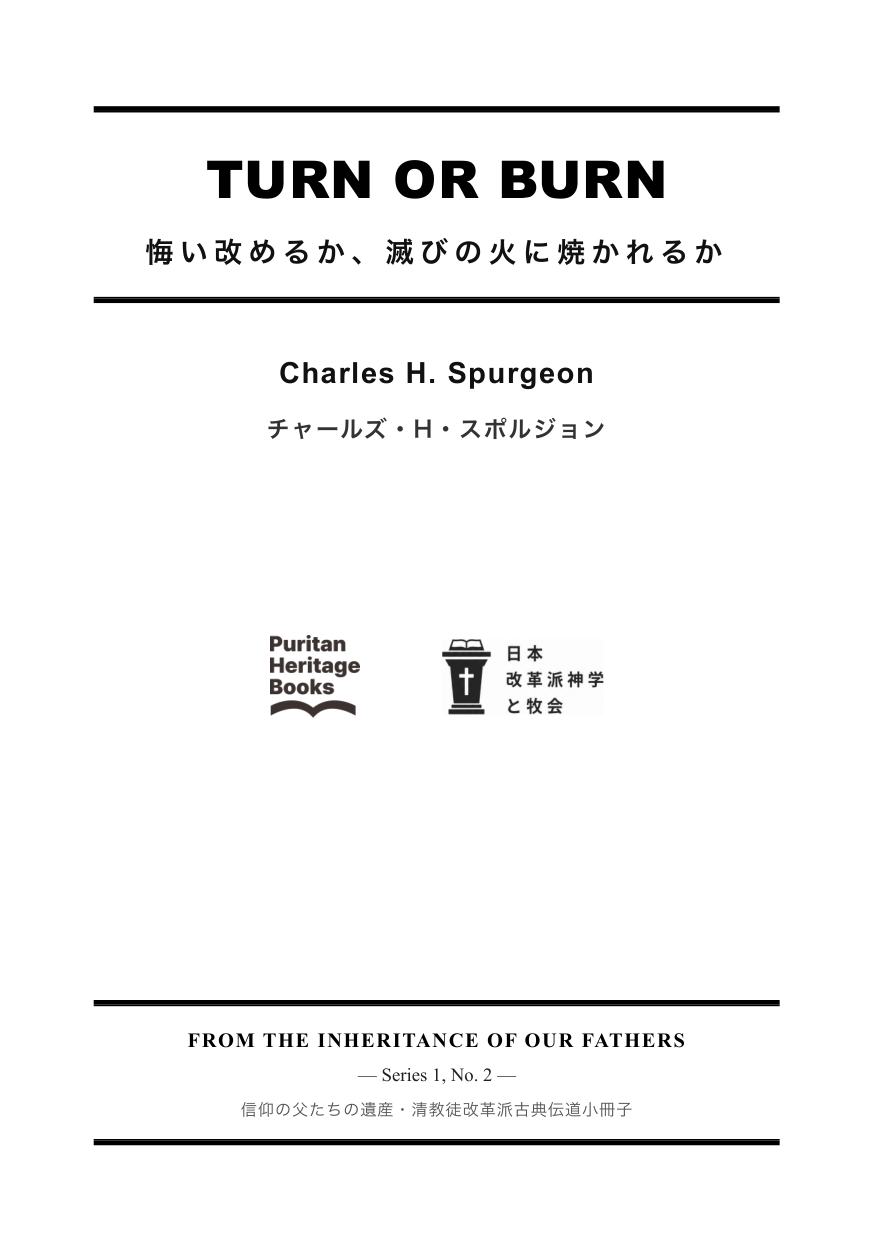 TURN OR BURN
悔い改めるか、滅びの火に焼かれるか
Charles H. Spurgeon
チャールズ・H・スポルジョン
Puritan
Heritage
Books
日本
改革派神学
と牧会
FROM THE INHERITANCE OF OUR FATHERS
— Series 1, No. 2 —
信仰の父たちの遺産・清教徒改革派古典伝道小冊子